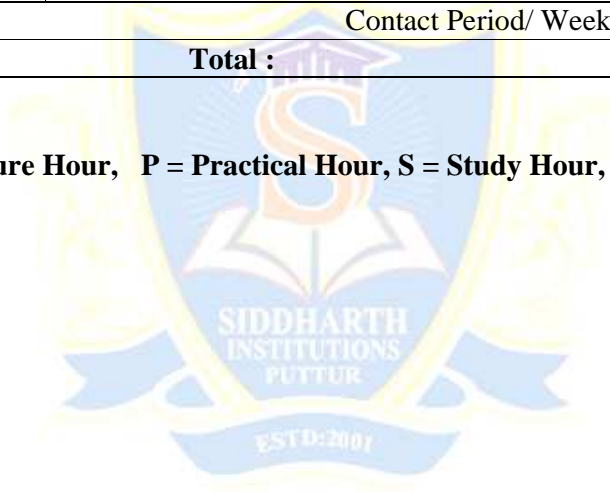 Contact Period/ Week
Total :
ure Hour, P = Practical Hour, S = Study Hour,
S
SIDDHARTH
INSTITUTIONS
PUTTUR
ESTD:2001